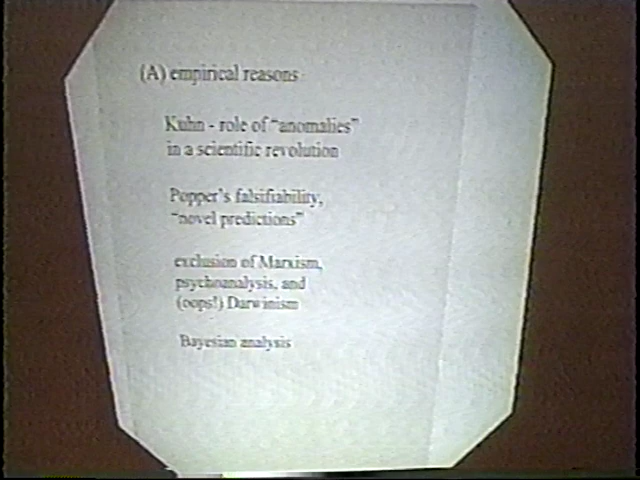 (A) empirical reasons
Kuhn - role of "anomalies"
in a scientific revolution
Popper's falsifiability,
"novel predictions"
exclusion of Marxism,
psychoanalysis, and
(oops!) Darwinism
Bayesian analysis